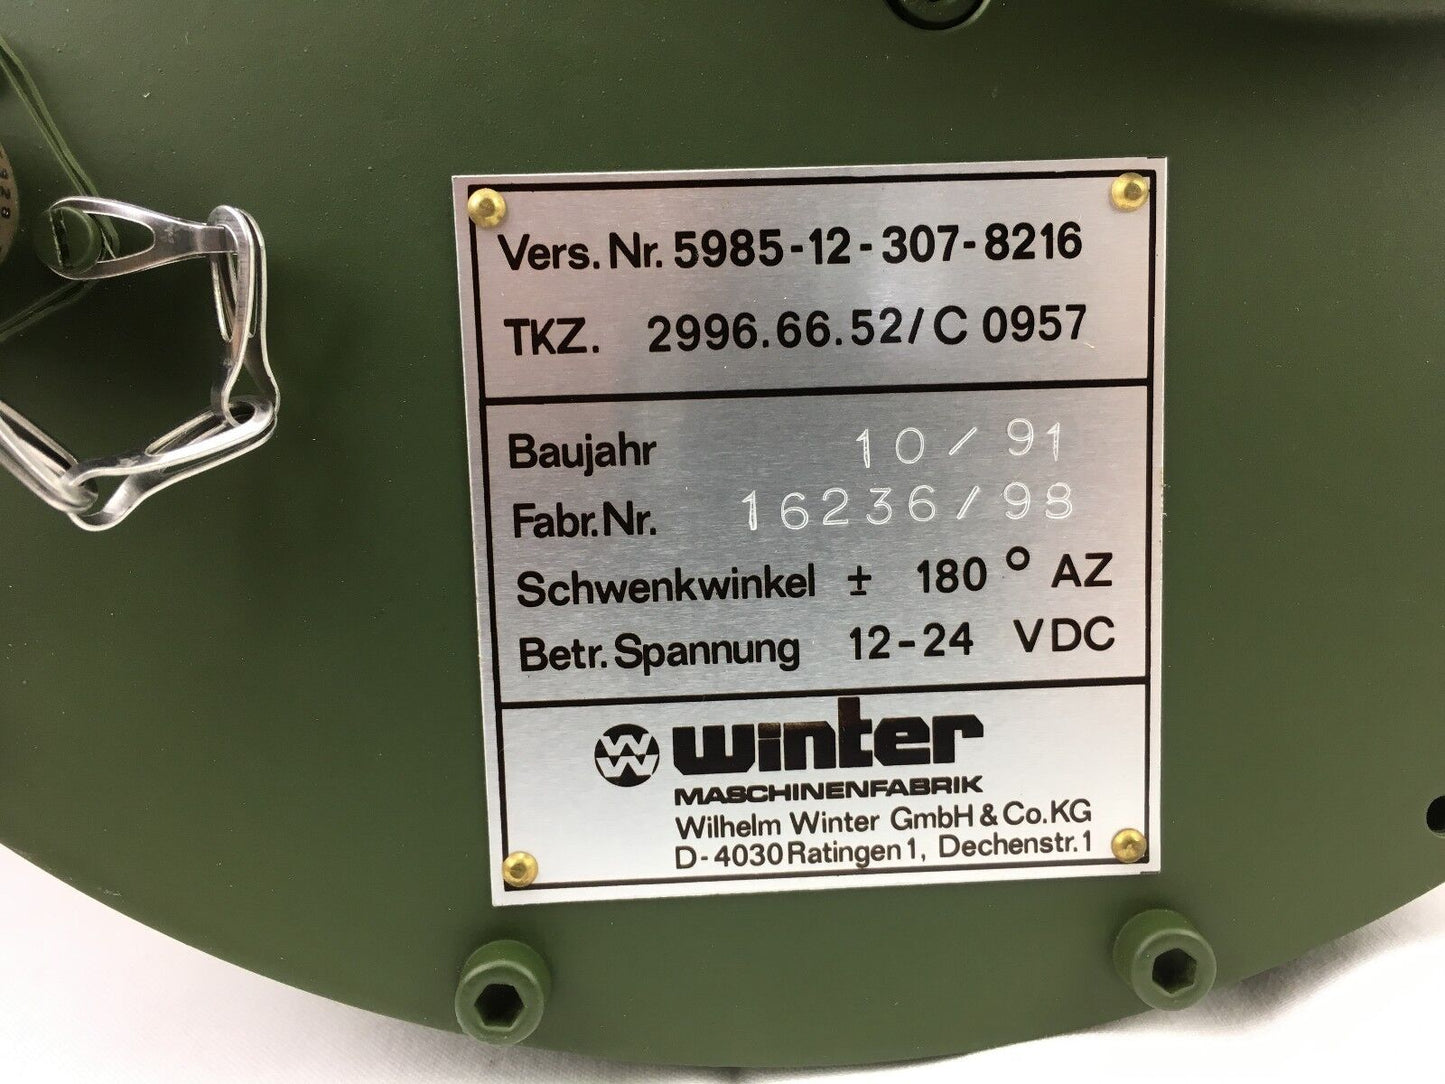 Vers. Nr. 5985-12-307-8216
TKZ. 2996.66.52/C 0957
Baujahr 10/91
Fabr. Nr. 16236/98
Schwenkwinkel ± 180° AZ
Betr. Spannung 12-24 VDC
W W winter
MASCHINENFABRIK
Wilhelm Winter GmbH & Co. KG
D-4030 Ratingen 1, Dechenstr. 1